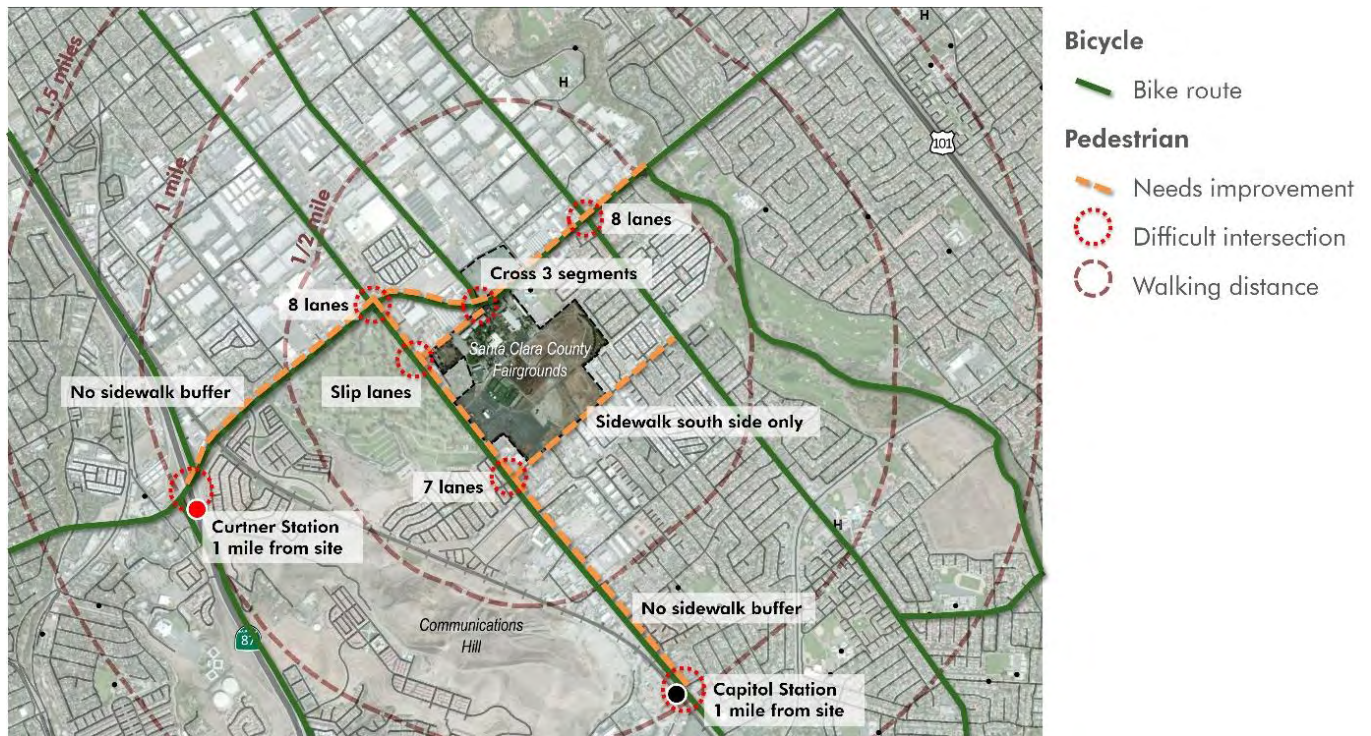 H
1.5 miles
1 mile
1/2 mile
H
101
8 lanes
Cross 3 segments
8 lanes
Santa Clara County
Fairgrounds
Slip lanes
No sidewalk buffer
Sidewalk south side only
7 lanes
H
Curtner Station
1 mile from site
No sidewalk buffer
Communications
Hill
87
Capitol Station
1 mile from site
Bicycle
Bike route
Pedestrian
Needs improvement
Difficult intersection
Walking distance